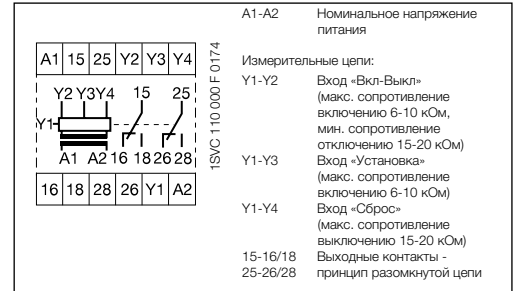 A1-A2 Номинальное напряжение
питания
Измерительные цепи:
Y1-Y2 Вход «Вкл-Выкл»
(макс. сопротивление
включению 6-10 кОм,
мин. сопротивление
отключению 15-20 кОм)
Y1-Y3 Вход «Установка»
(макс. сопротивление
включению 6-10 кОм)
Y1-Y4 Вход «Сброс»
(макс. сопротивление
выключению 15-20 кОм)
15-16/18 Выходные контакты -
25-26/28 принцип разомкнутой цепи
A1 15 25 Y2 Y3 Y4
Y2 Y3 Y4 15 25
Y1
A1 A2 16 18 26 28
16 18 28 26 Y1 A2
1SVC 110 000 F 0174